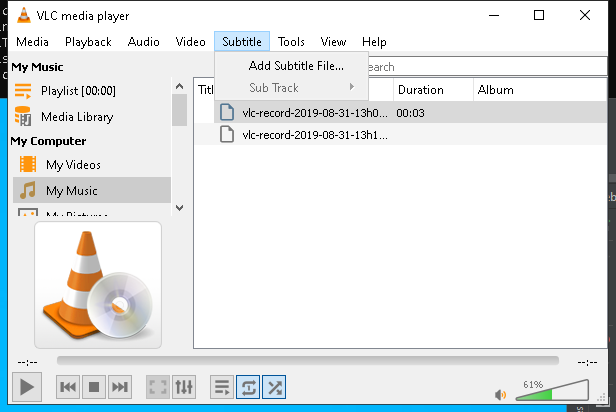 VLC media player
Media Playback Audio Video Subtitle Tools View Help
My Music
Add Subtitle File...
Sub Track
earch
Playlist [00:00]
Titl
Duration
Album
Media Library
vlc-record-2019-08-31-13h0... 00:03
My Computer
vlc-record-2019-08-31-13h1...
My Videos
My Music
My Pictures
--:--
--:--
61%